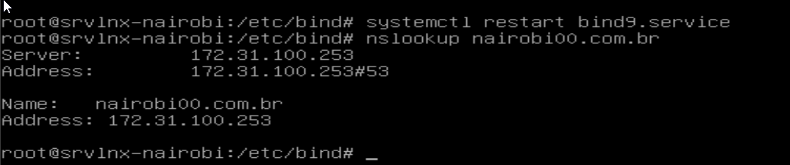 root@srvlnx-nairobi:/etc/bind# systemctl restart bind9.service
root@srvlnx-nairobi:/etc/bind# nslookup nairobi00.com.br
Server:         172.31.100.253
Address:        172.31.100.253#53
Name:   nairobi00.com.br
Address: 172.31.100.253
root@srvlnx-nairobi:/etc/bind# _